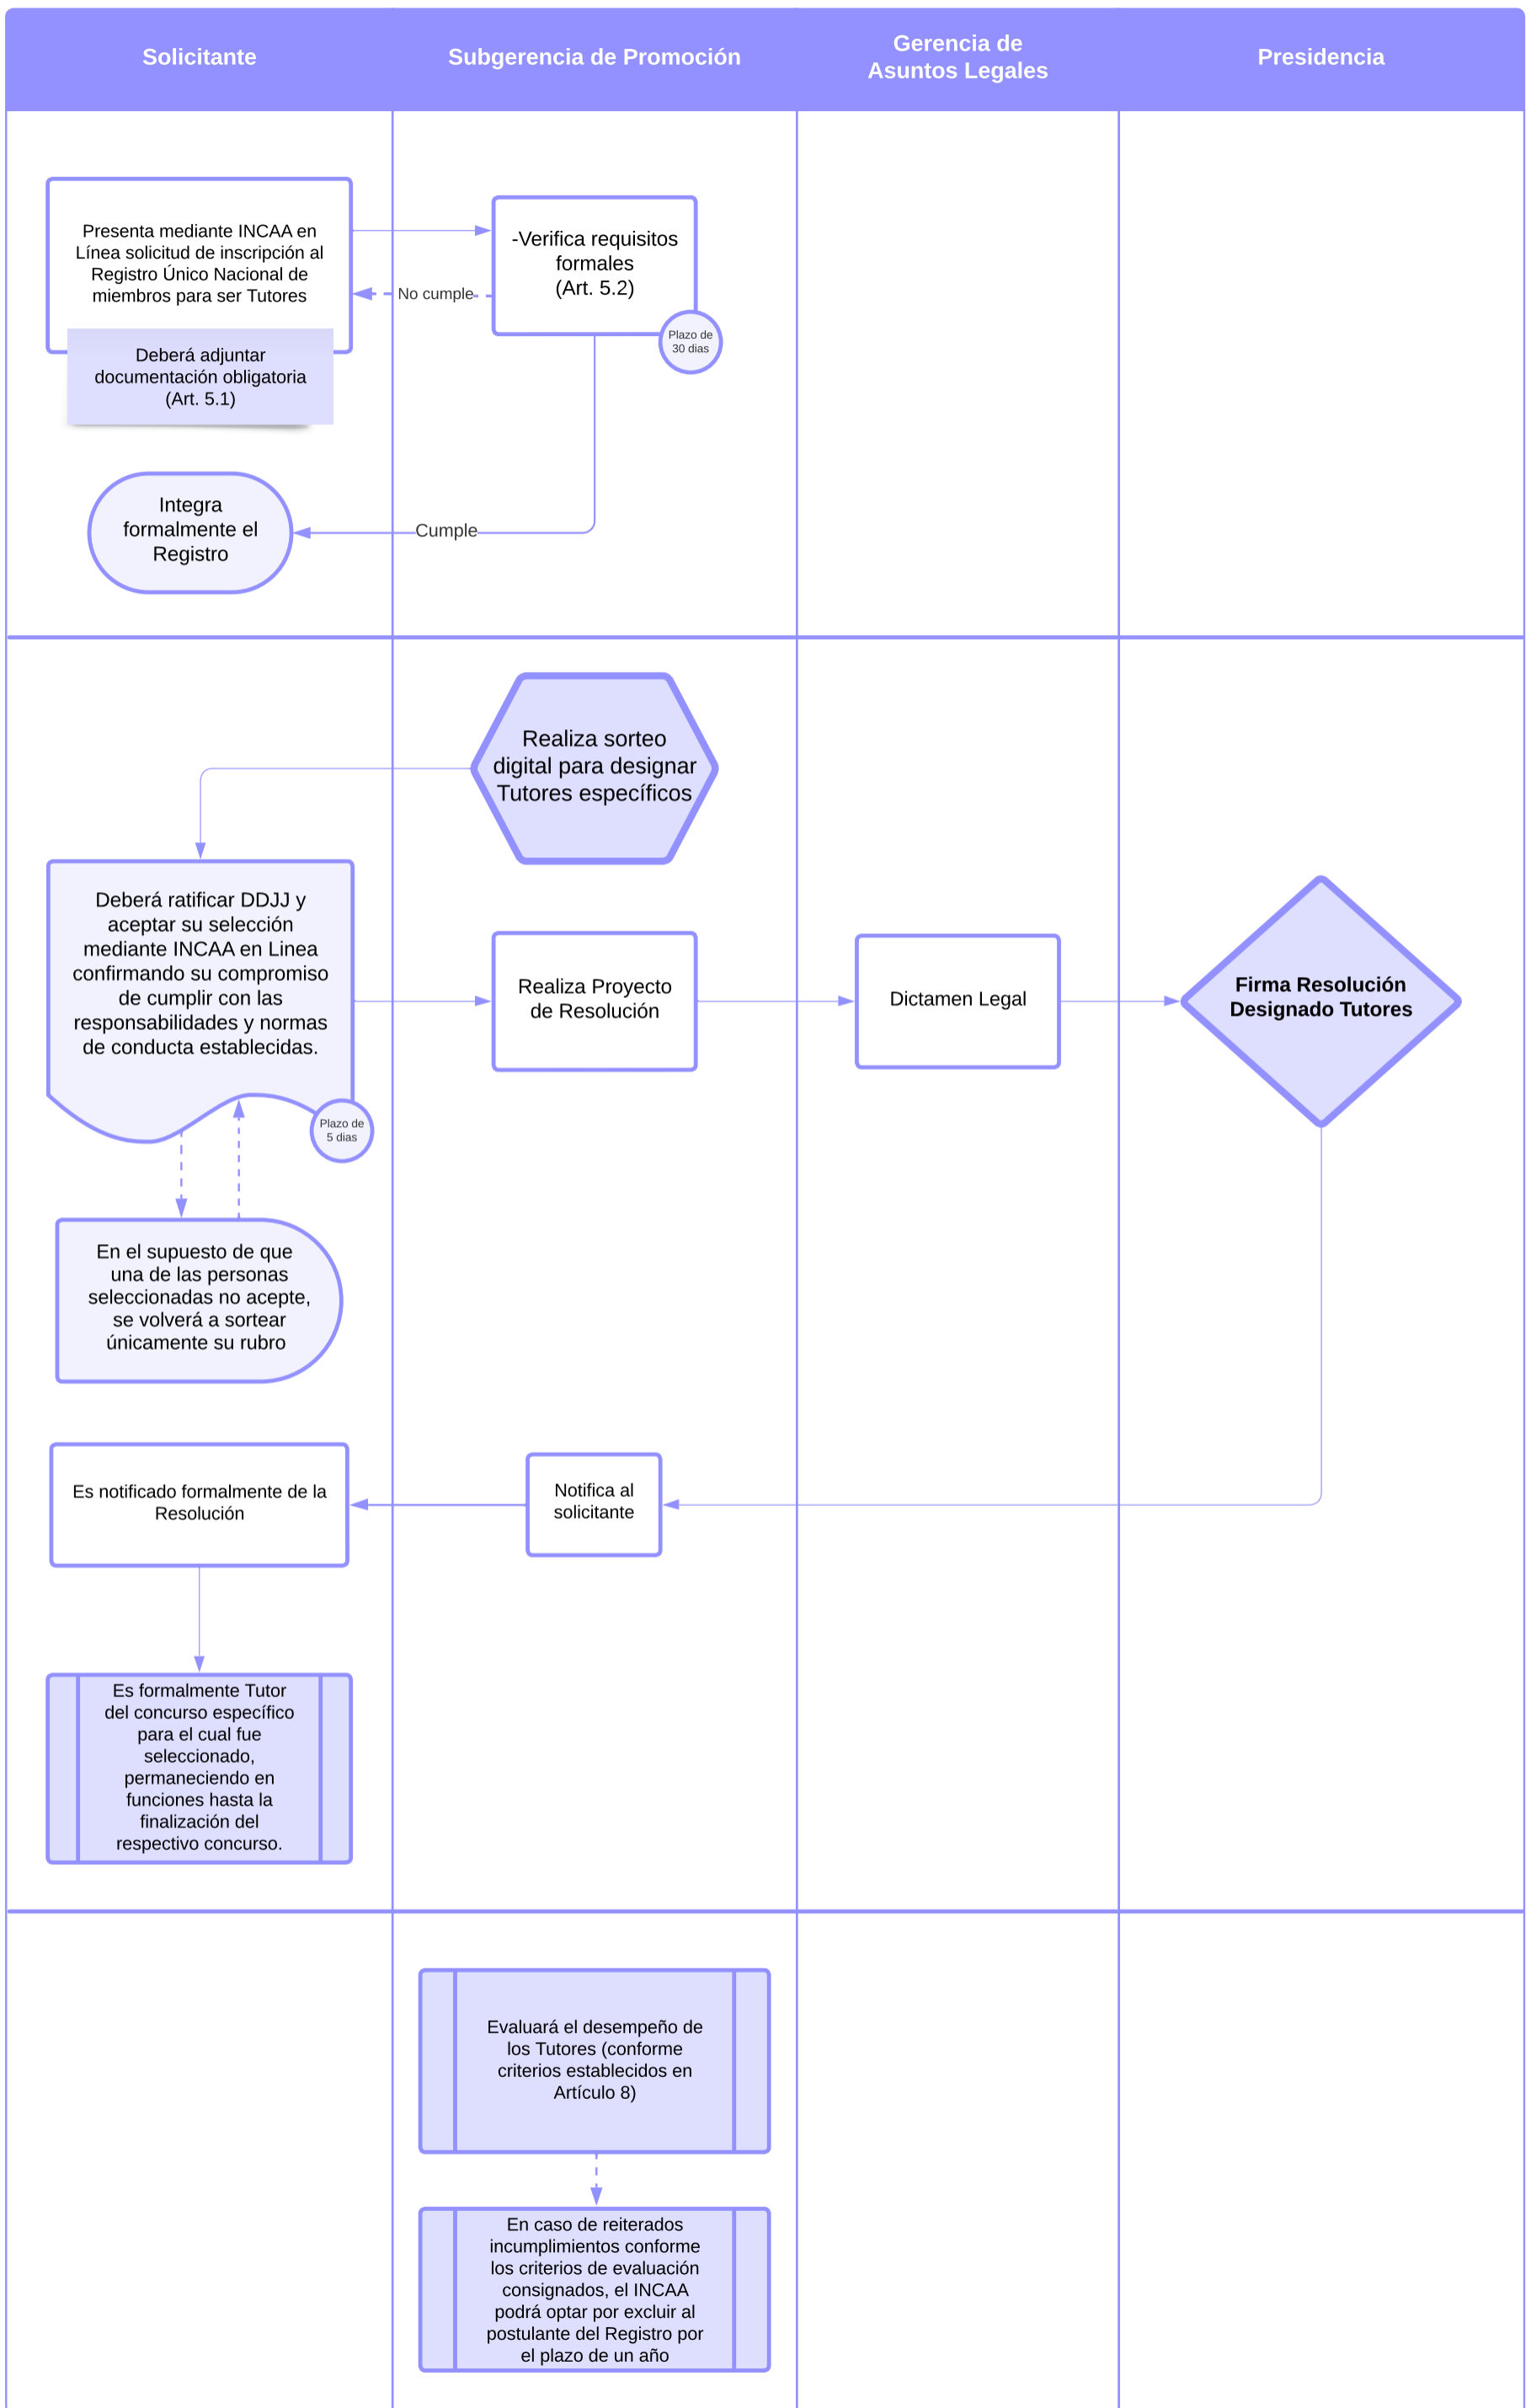 Solicitante
Subgerencia de Promoción
Gerencia de
Asuntos Legales
Presidencia
Presenta mediante INCAA en
Línea solicitud de inscripción al
Registro Único Nacional de
miembros para ser Tutores
Deberá adjuntar
documentación obligatoria
(Art. 5.1)
-Verifica requisitos
formales
(Art. 5.2)
Plazo de
30 dias
No cumple
Cumple
Integra
formalmente el
Registro
Realiza sorteo
digital para designar
Tutores específicos
Deberá ratificar DDJJ y
aceptar su selección
mediante INCAA en Linea
confirmando su compromiso
de cumplir con las
responsabilidades y normas
de conducta establecidas.
Plazo de
5 dias
Realiza Proyecto
de Resolución
Dictamen Legal
Firma Resolución
Designado Tutores
En el supuesto de que
una de las personas
seleccionadas no acepte,
se volverá a sortear
únicamente su rubro
Es notificado formalmente de la
Resolución
Notifica al
solicitante
Es formalmente Tutor
del concurso específico
para el cual fue
seleccionado,
permaneciendo en
funciones hasta la
finalización del
respectivo concurso.
Evaluará el desempeño de
los Tutores (conforme
criterios establecidos en
Artículo 8)
En caso de reiterados
incumplimientos conforme
los criterios de evaluación
consignados, el INCAA
podrá optar por excluir al
postulante del Registro por
el plazo de un año